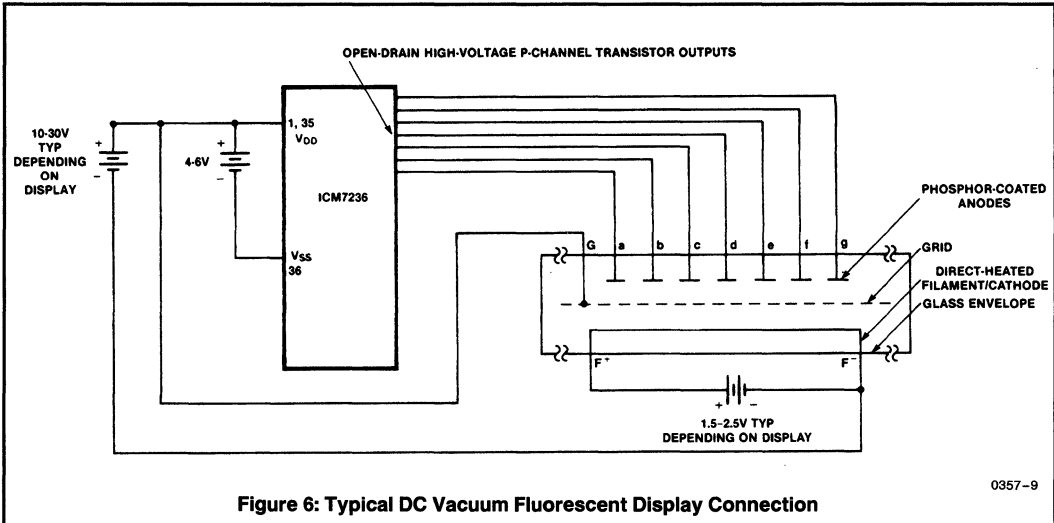 OPEN-DRAIN HIGH-VOLTAGE P-CHANNEL TRANSISTOR OUTPUTS
10-30V
TYP
DEPENDING
ON
DISPLAY
+
-
4-6V
+
-
1, 35
VDD
ICM7236
VSS
36
G a b c d e f g
PHOSPHOR-COATED
ANODES
GRID
DIRECT-HEATED
FILAMENT/CATHODE
GLASS ENVELOPE
F+ F-
+ -
1.5-2.5V TYP
DEPENDING ON DISPLAY
0357-9
Figure 6: Typical DC Vacuum Fluorescent Display Connection